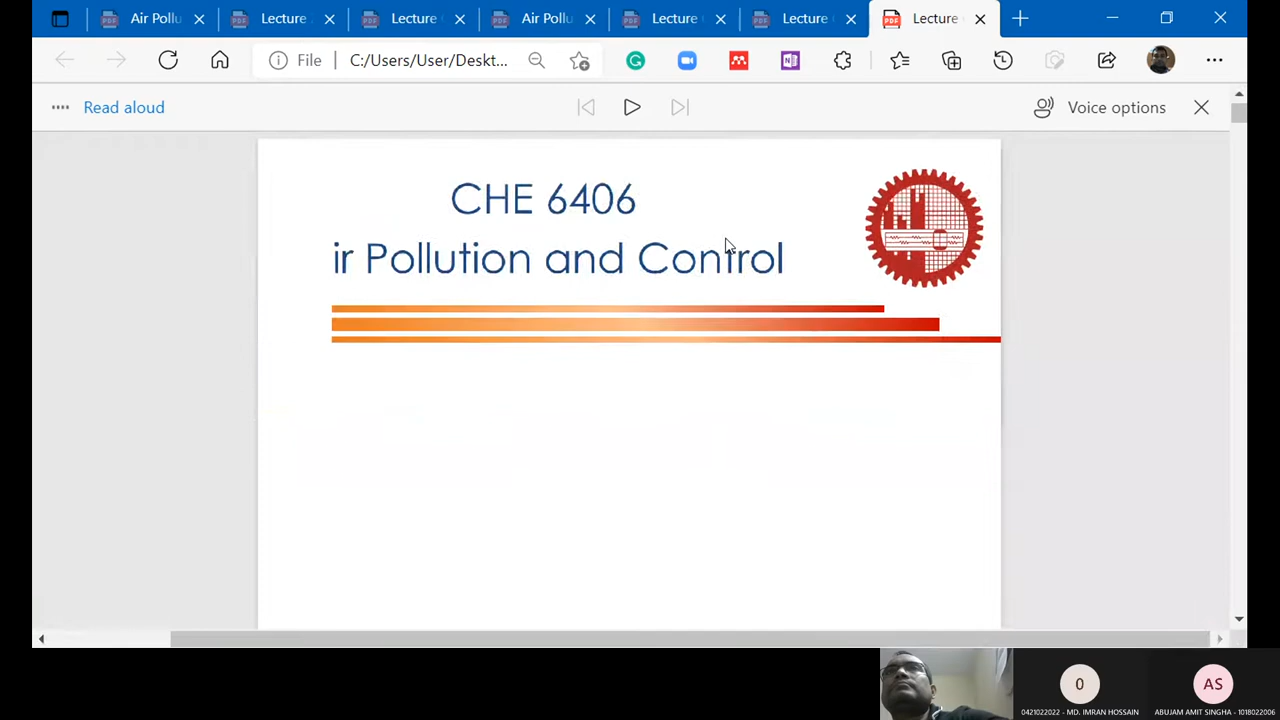 Air Pollu
Lecture
Lecture
Air Pollu
Lecture
Lecture
Lecture
File
C:/Users/User/Deskt...
Read aloud
Voice options
CHE 6406
ir Pollution and Control
0
AS
0421022022 - MD. IMRAN HOSSAIN
ABUJAM AMIT SINGHA - 1018022006